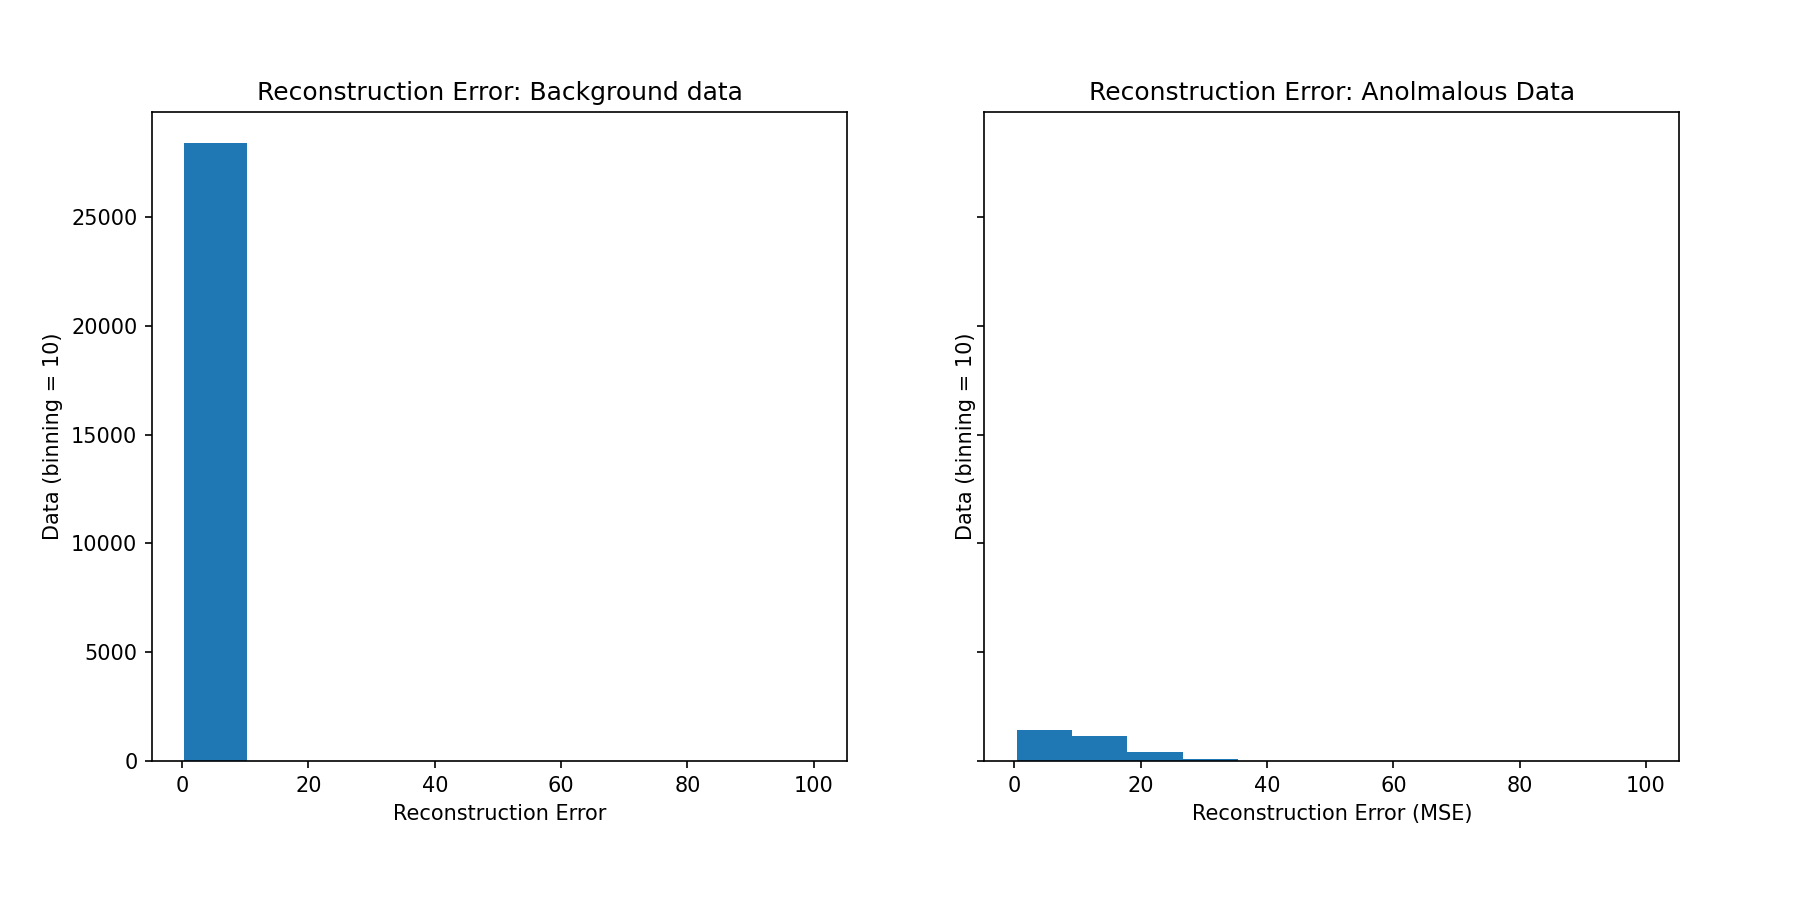 Reconstruction Error: Background data
Data (binning = 10)
25000
20000
15000
10000
5000
0
0 20 40 60 80 100
Reconstruction Error
Reconstruction Error: Anolmalous Data
Data (binning = 10)
0 20 40 60 80 100
Reconstruction Error (MSE)